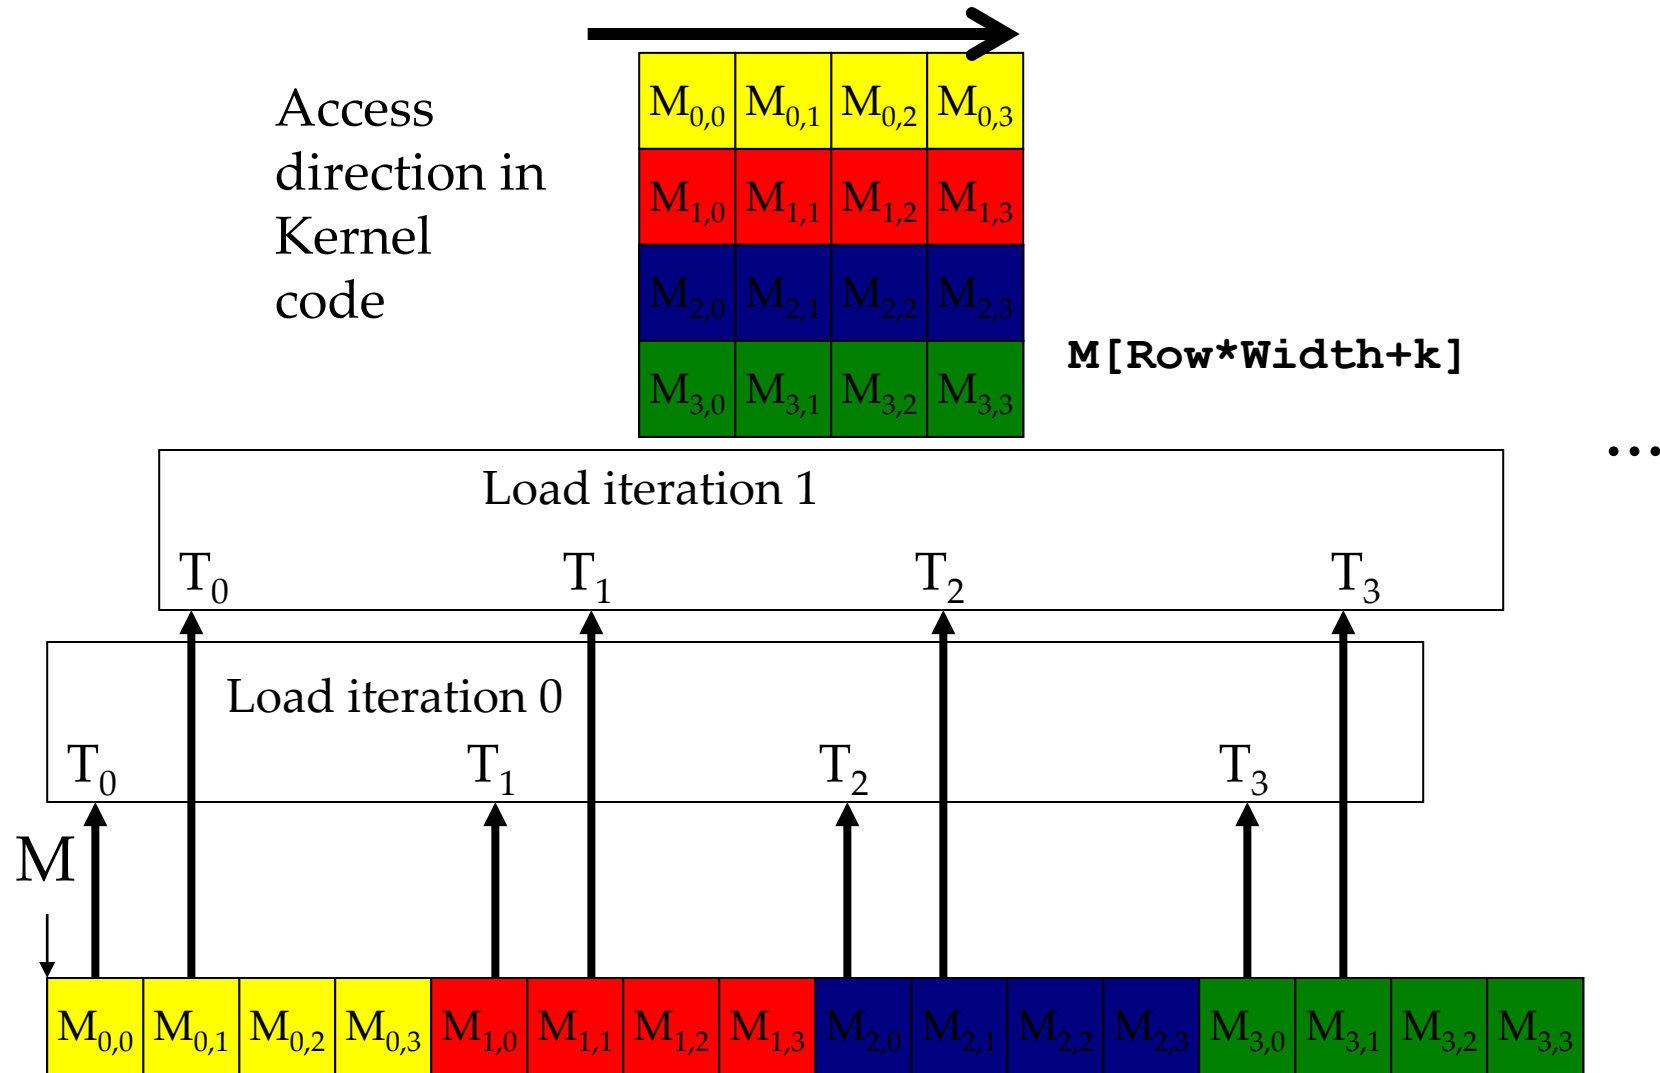 Access
direction in
Kernel
code
M0,0 M0,1 M0,2 M0,3
M1,0 M1,1 M1,2 M1,3
M2,0 M2,1 M2,2 M2,3
M3,0 M3,1 M3,2 M3,3
M[Row*Width+k]
...
Load iteration 1
T0 T1 T2 T3
Load iteration 0
T0 T1 T2 T3
M
M0,0 M0,1 M0,2 M0,3 M1,0 M1,1 M1,2 M1,3 M2,0 M2,1 M2,2 M2,3 M3,0 M3,1 M3,2 M3,3